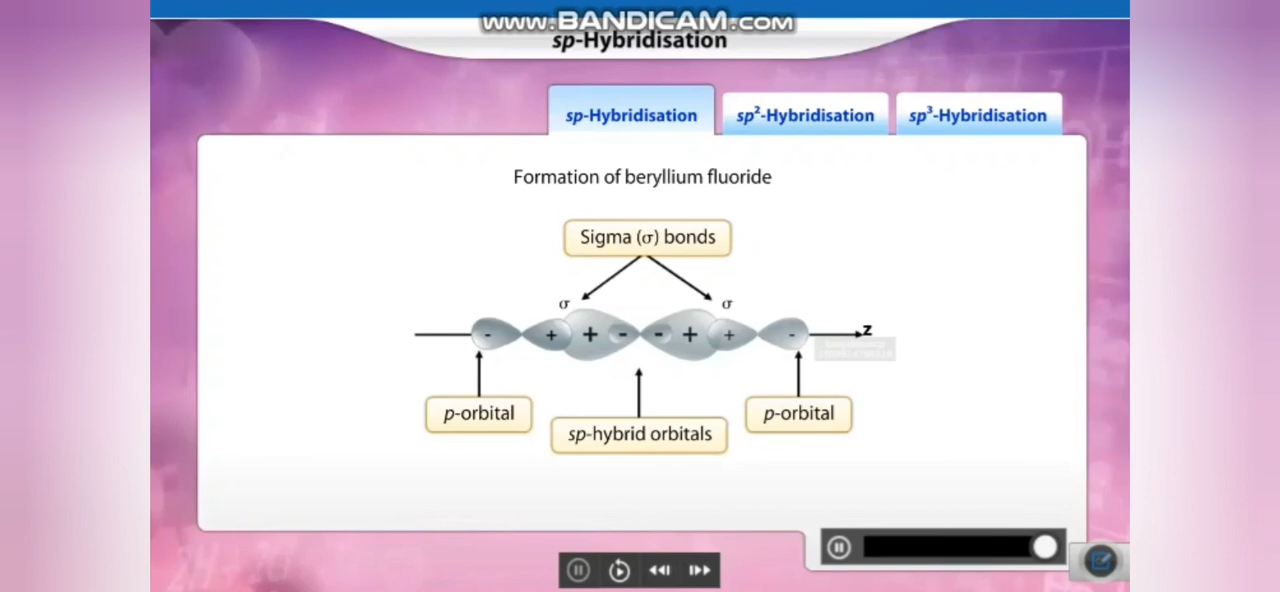 www.BANDICAM.com
sp-Hybridisation
sp-Hybridisation
sp²-Hybridisation
sp³-Hybridisation
Formation of beryllium fluoride
Sigma (σ) bonds
σ σ
- + + - - + + - z
p-orbital
p-orbital
sp-hybrid orbitals